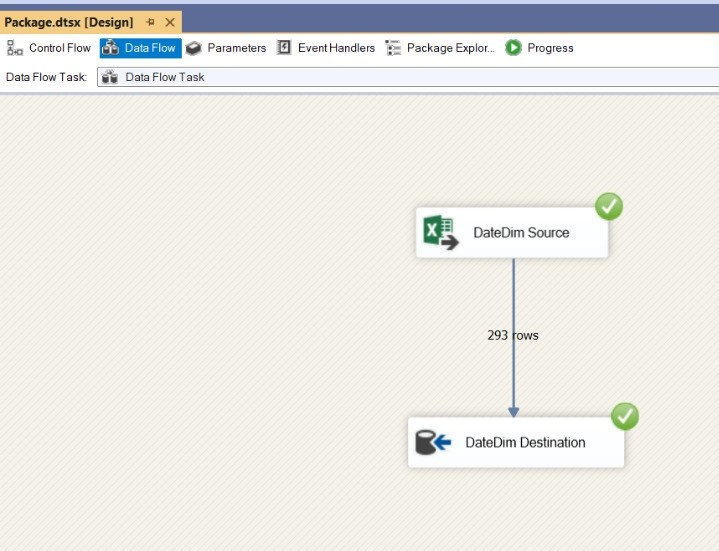 Package.dtsx [Design]
Control Flow Data Flow Parameters Event Handlers Package Explor... Progress
Data Flow Task: Data Flow Task
DateDim Source
293 rows
DateDim Destination